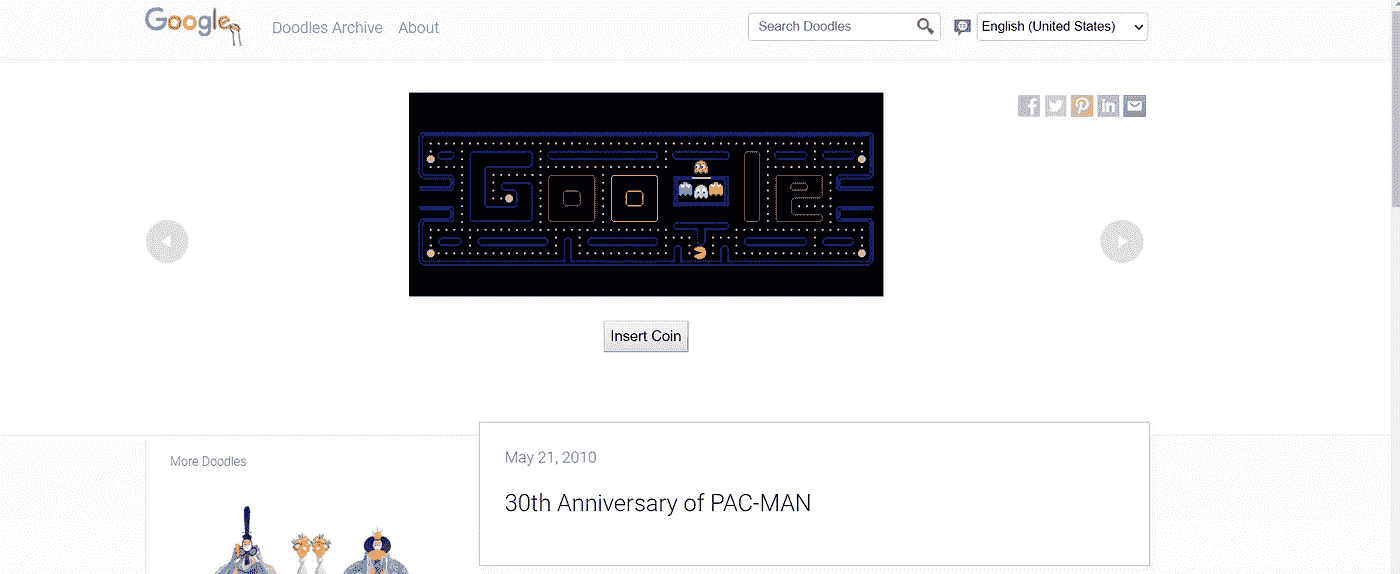 Google
Doodles Archive
About
Search Doodles
English (United States)
Insert Coin
More Doodles
May 21, 2010
30th Anniversary of PAC-MAN